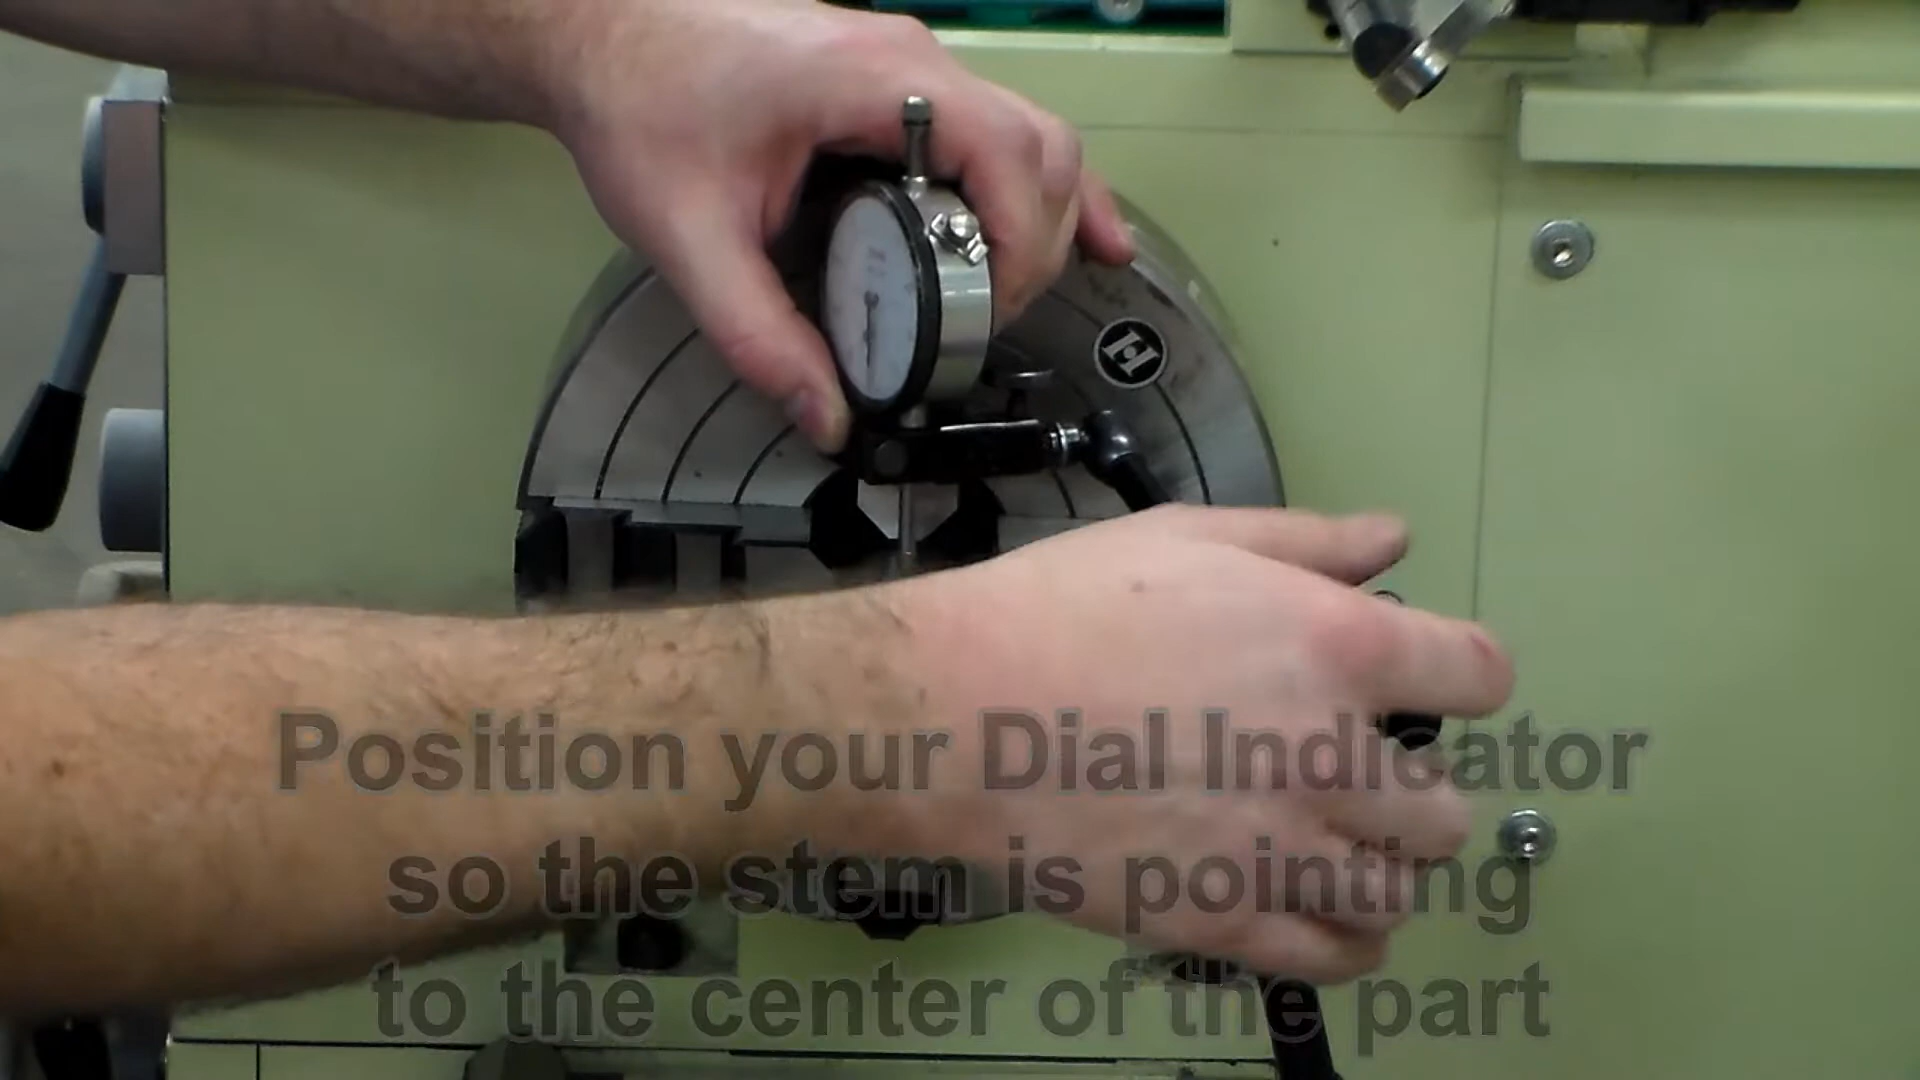 Position your Dial Indicator
so the stem is pointing
to the center of the part